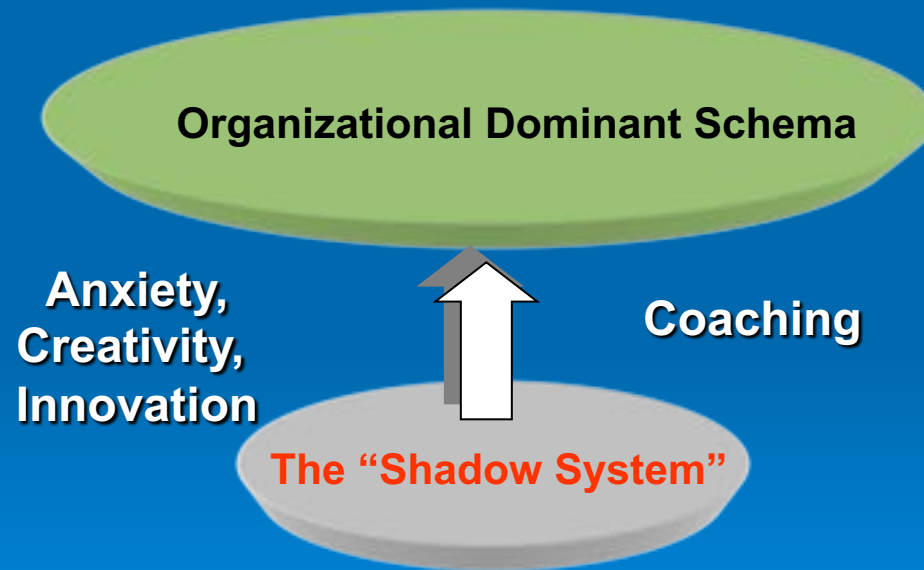 Organizational Dominant Schema
Anxiety,
Creativity,
Innovation
Coaching
The “Shadow System”